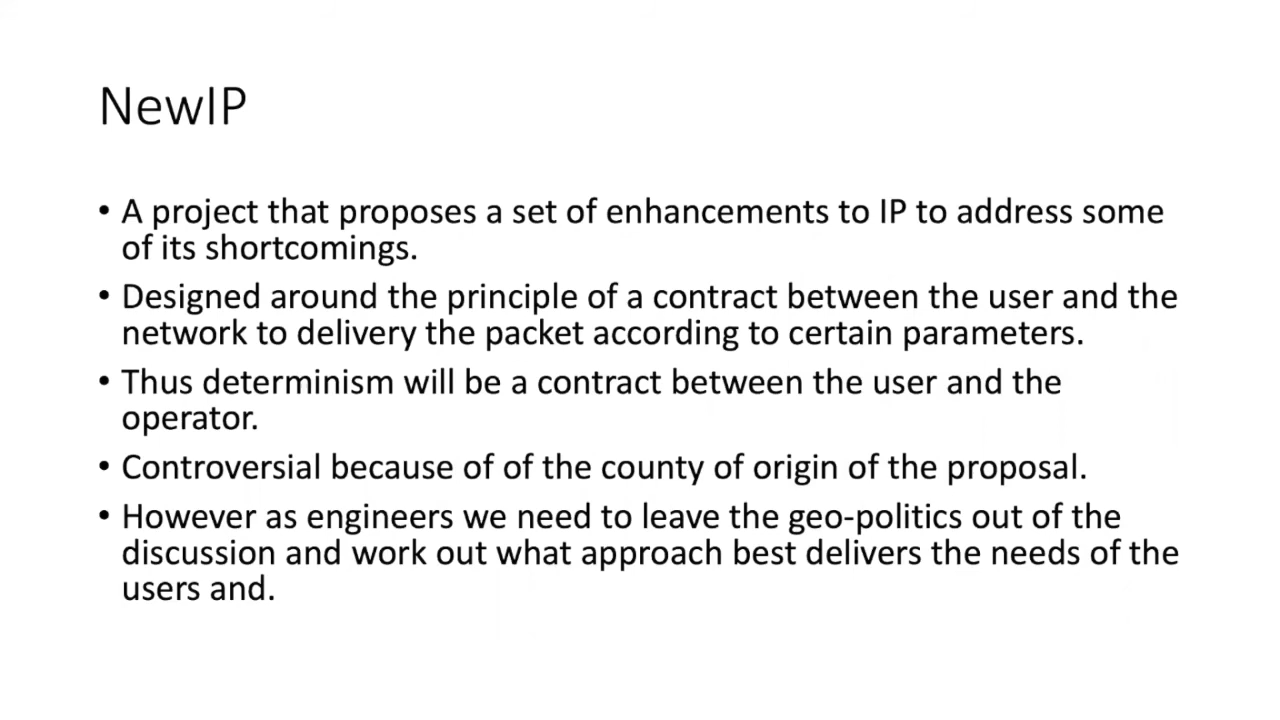 NewIP
• A project that proposes a set of enhancements to IP to address some
of its shortcomings.
• Designed around the principle of a contract between the user and the
network to delivery the packet according to certain parameters.
• Thus determinism will be a contract between the user and the
operator.
• Controversial because of of the county of origin of the proposal.
• However as engineers we need to leave the geo-politics out of the
discussion and work out what approach best delivers the needs of the
users and.